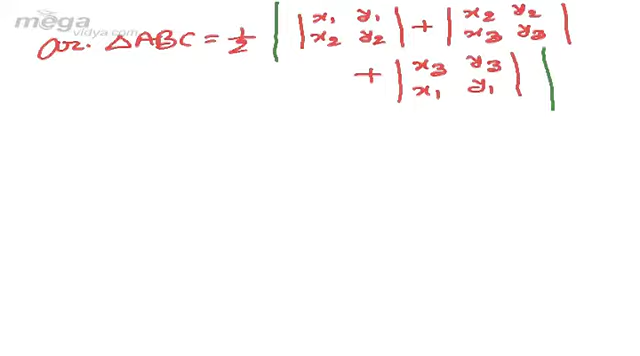 mega
vidya.com
ar. △ABC = 1/2 | | x₁ y₁ | + | x₂ y₂ | 
| x₂ y₂ | | x₃ y₃ |
+ | x₃ y₃ | |
| x₁ y₁ |